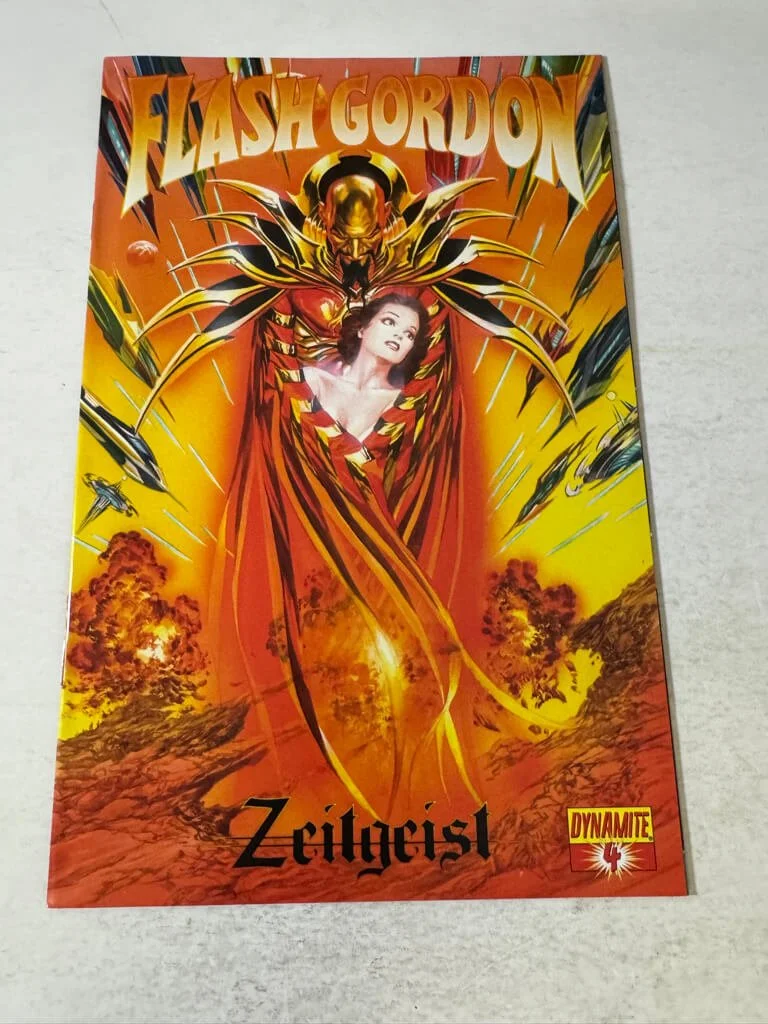 FLASH GORDON
Zeitgeist
DYNAMITE
4